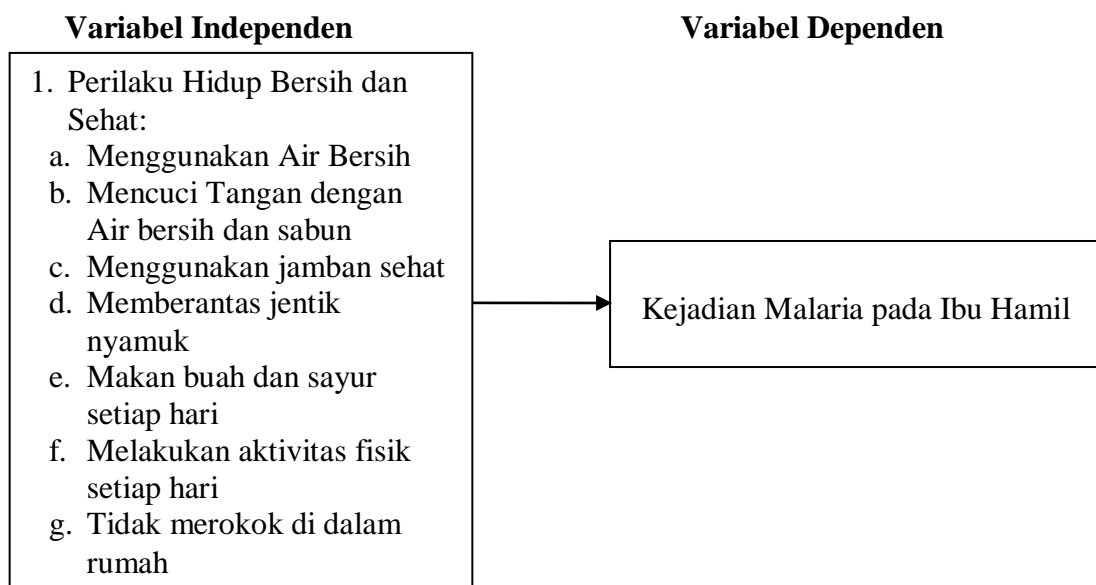 Variabel Independen
Variabel Dependen
1. Perilaku Hidup Bersih dan
Sehat:
a. Menggunakan Air Bersih
b. Mencuci Tangan dengan
Air bersih dan sabun
c. Menggunakan jamban sehat
d. Memberantas jentik
nyamuk
e. Makan buah dan sayur
setiap hari
f. Melakukan aktivitas fisik
setiap hari
g. Tidak merokok di dalam
rumah
Kejadian Malaria pada Ibu Hamil